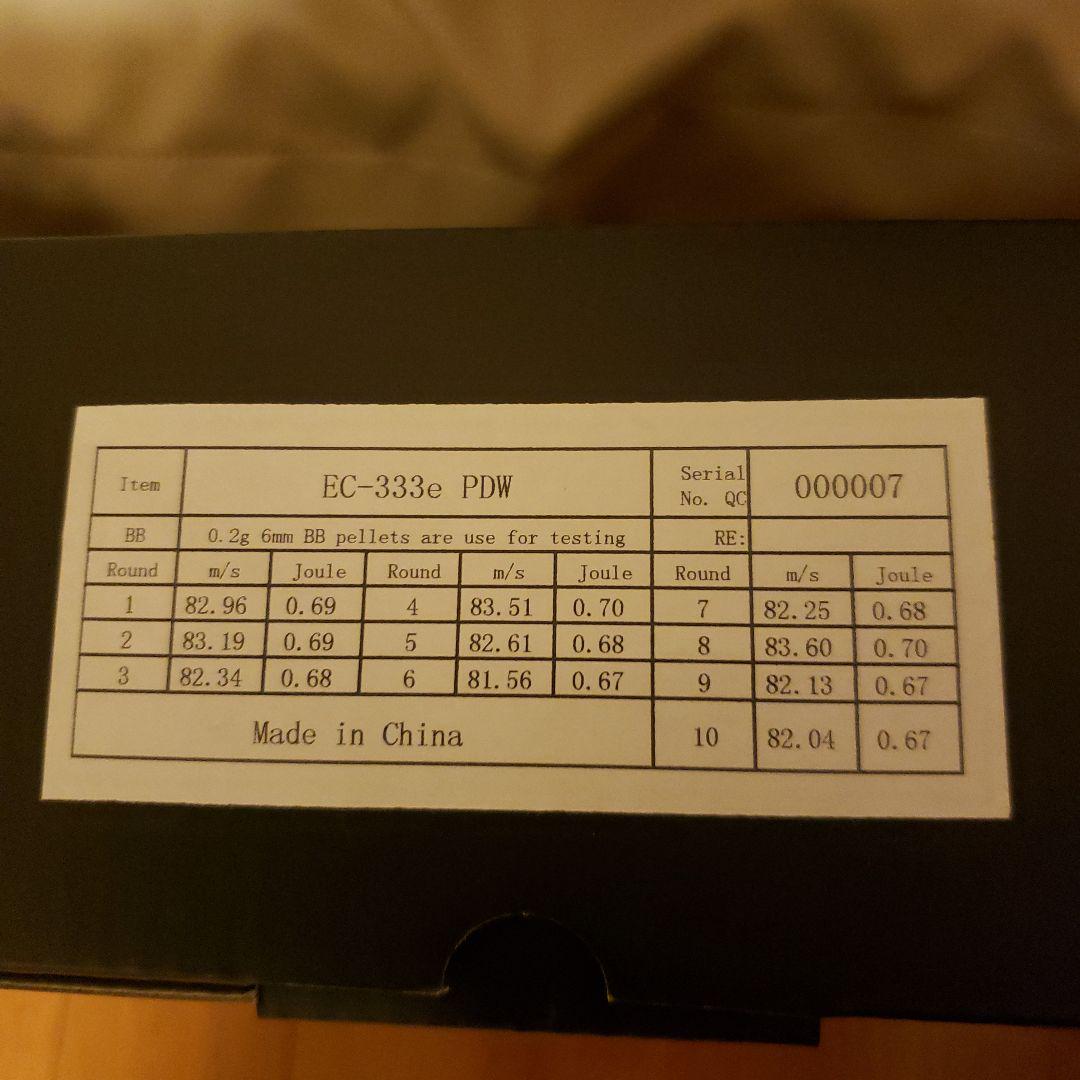 Item EC-333e PDW Serial No. QC 000007
BB 0.2g 6mm BB pellets are use for testing RE:
Round m/s Joule Round m/s Joule Round m/s Joule
1 82.96 0.69 4 83.51 0.70 7 82.25 0.68
2 83.19 0.69 5 82.61 0.68 8 83.60 0.70
3 82.34 0.68 6 81.56 0.67 9 82.13 0.67
Made in China 10 82.04 0.67